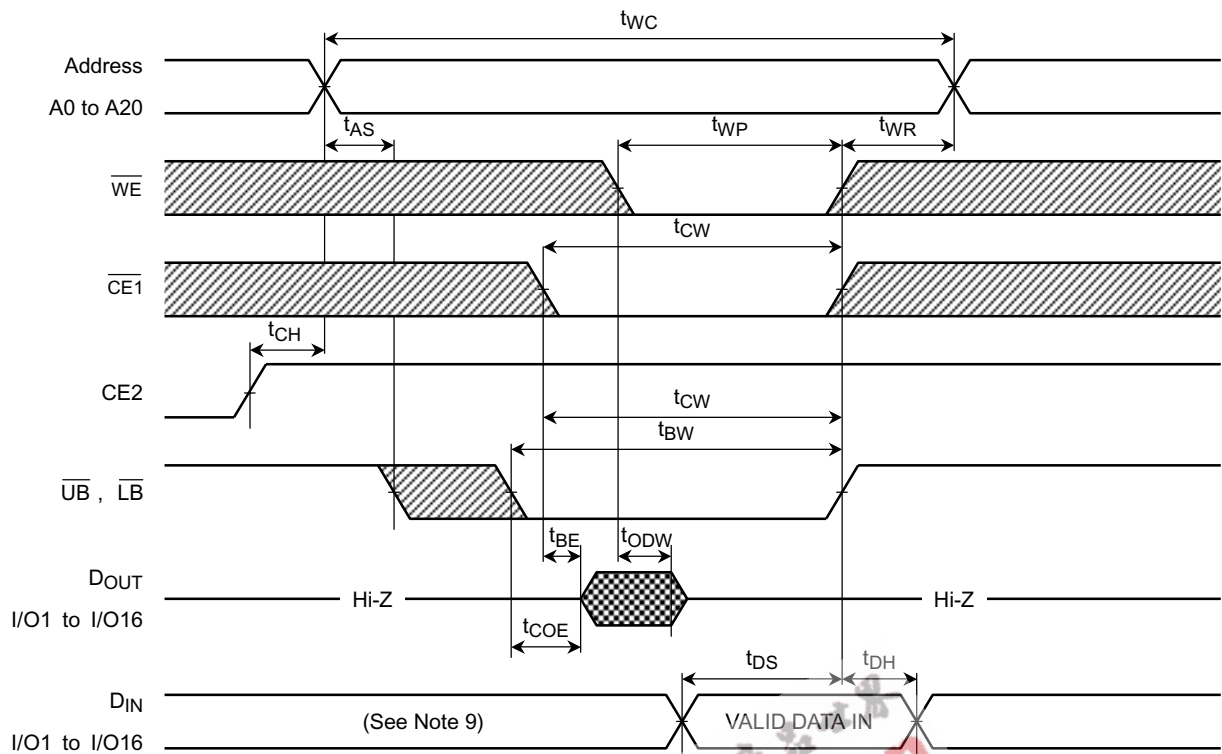 tWC
Address
A0 to A20
tAS
tWP
tWR
WE
tCW
CE1
tCH
CE2
tCW
tBW
UB , LB
tBE
tODW
DOUT
Hi-Z
Hi-Z
I/O1 to I/O16
tCOE
tDS
tDH
DIN
(See Note 9)
VALID DATA IN
I/O1 to I/O16